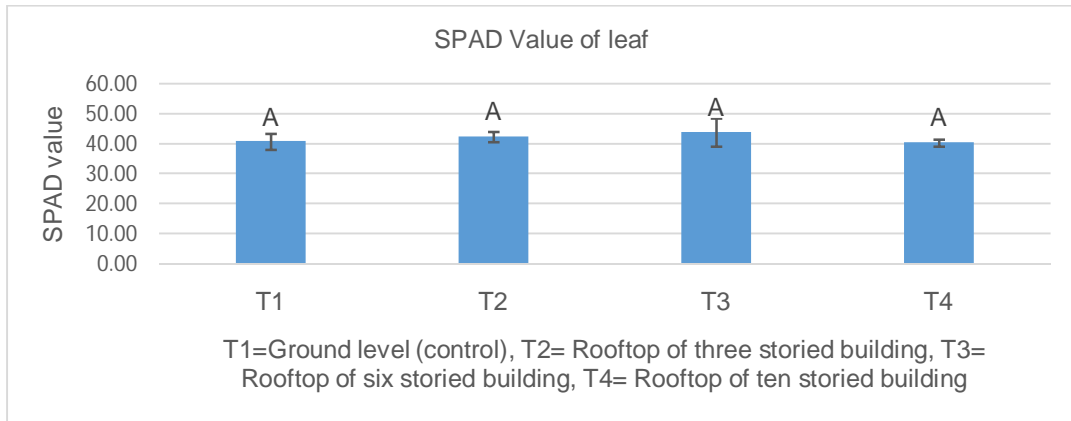 SPAD Value of leaf
60.00
50.00
40.00
30.00
20.00
10.00
0.00
SPAD value
A A A A
T1 T2 T3 T4
T1=Ground level (control), T2= Rooftop of three storied building, T3=
Rooftop of six storied building, T4= Rooftop of ten storied building